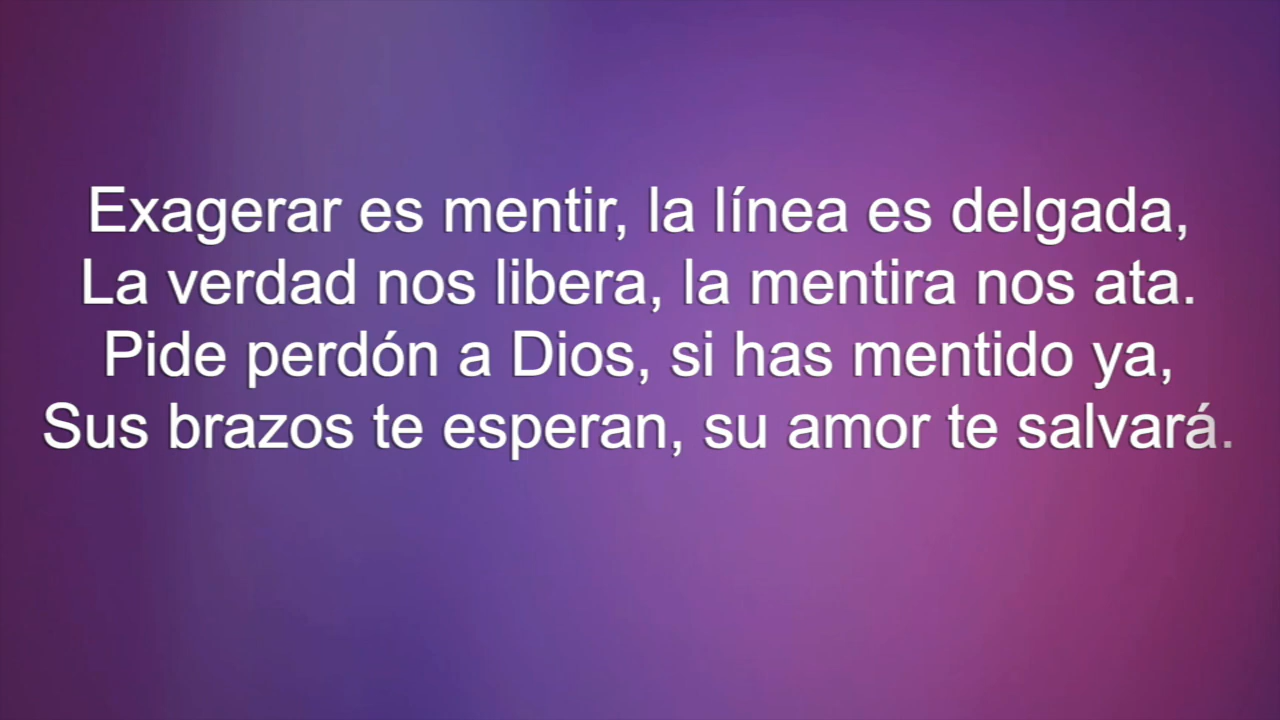 Exagerar es mentir, la línea es delgada,
La verdad nos libera, la mentira nos ata.
Pide perdón a Dios, si has mentido ya,
Sus brazos te esperan, su amor te salvará.